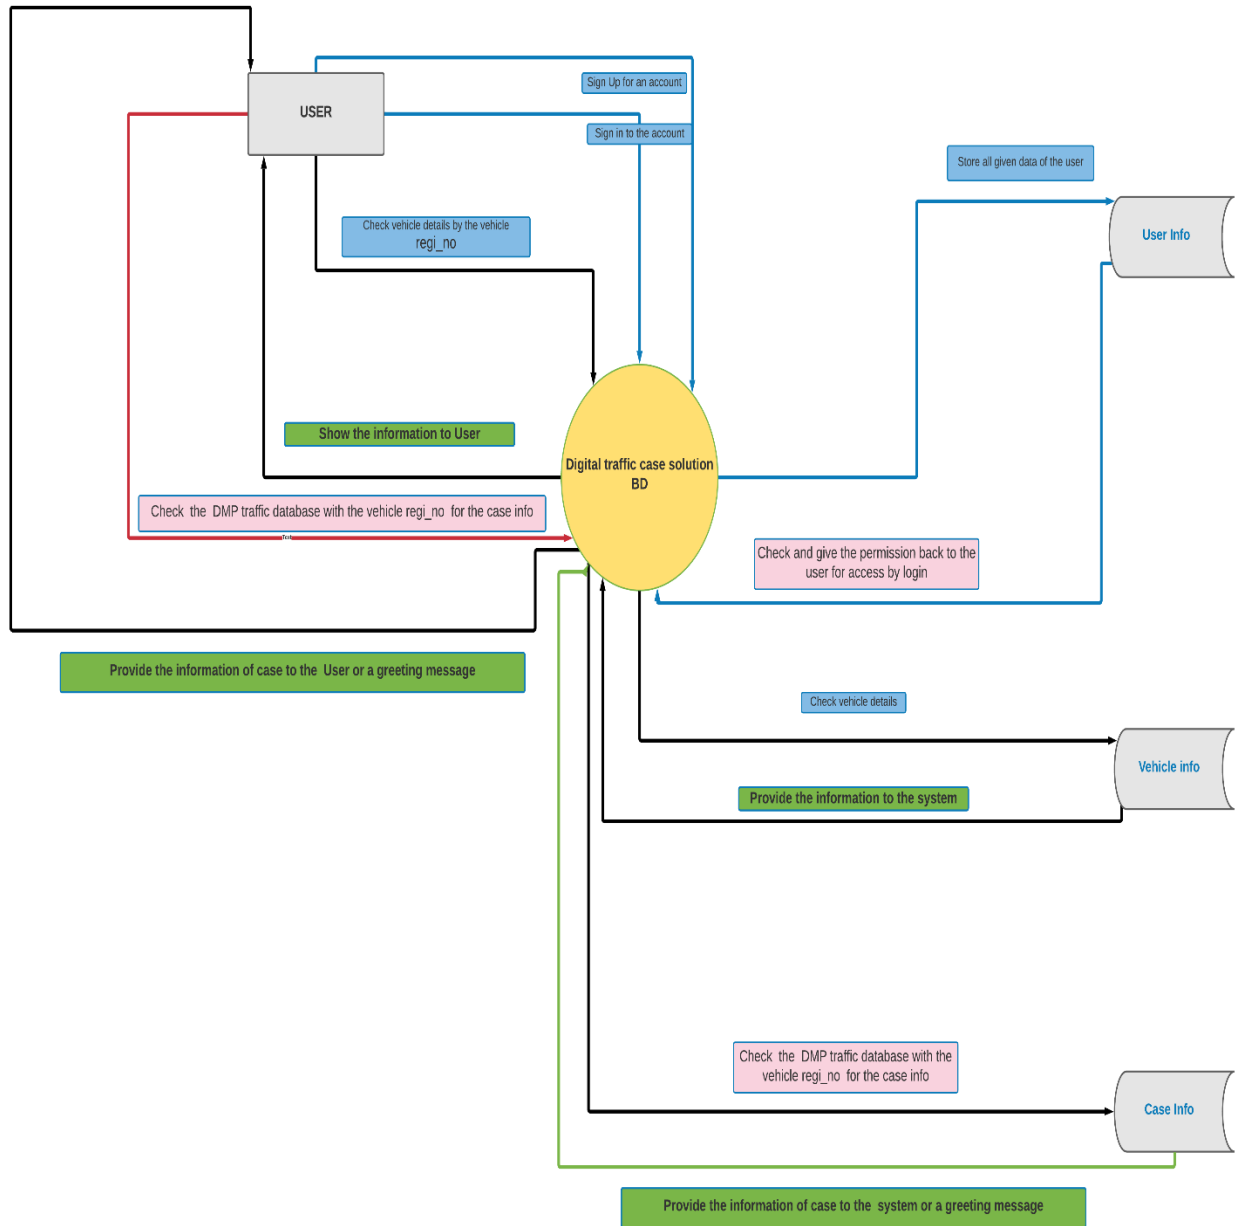 Sign Up for an account
USER
Sign in to the account
Store all given data of the user
Check vehicle details by the vehicle
regi_no
User Info
Show the information to User
Digital traffic case solution
BD
Check the DMP traffic database with the vehicle regi_no for the case info
Text
Check and give the permission back to the
user for access by login
Provide the information of case to the User or a greeting message
Check vehicle details
Vehicle info
Provide the information to the system
Check the DMP traffic database with the
vehicle regi_no for the case info
Case Info
Provide the information of case to the system or a greeting message